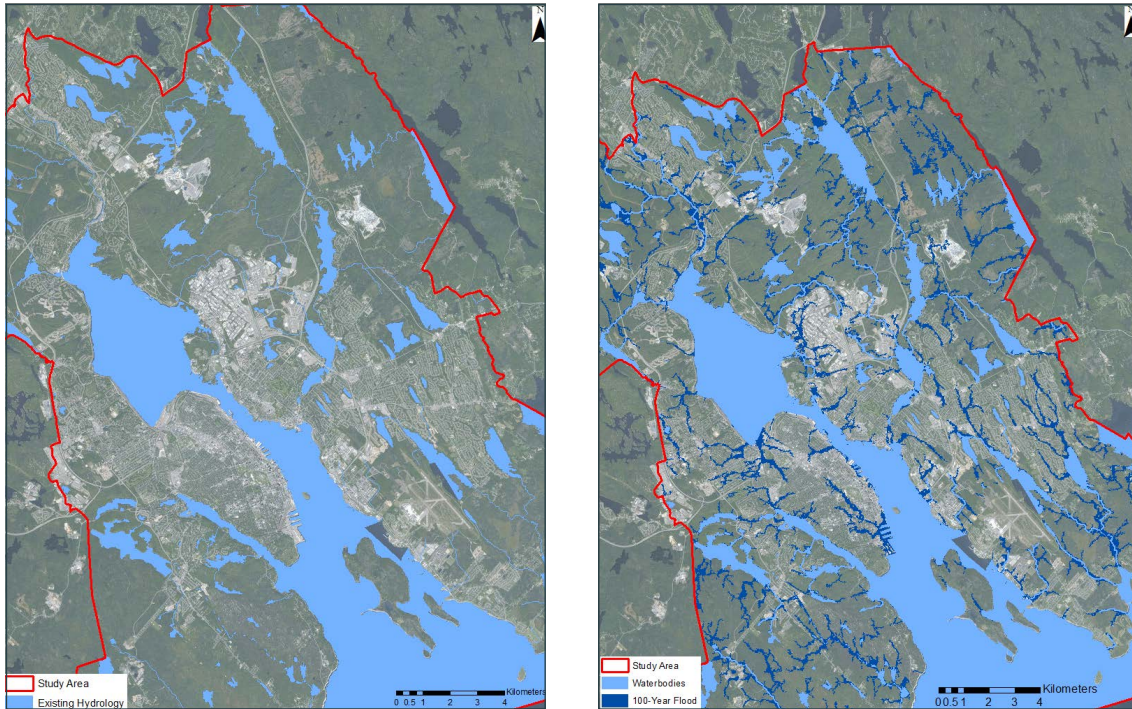 N
Study Area
Existing Hydrology
Kilometers
0 0.5 1 2 3 4
N
Study Area
Waterbodies
100-Year Flood
Kilometers
0 0.5 1 2 3 4